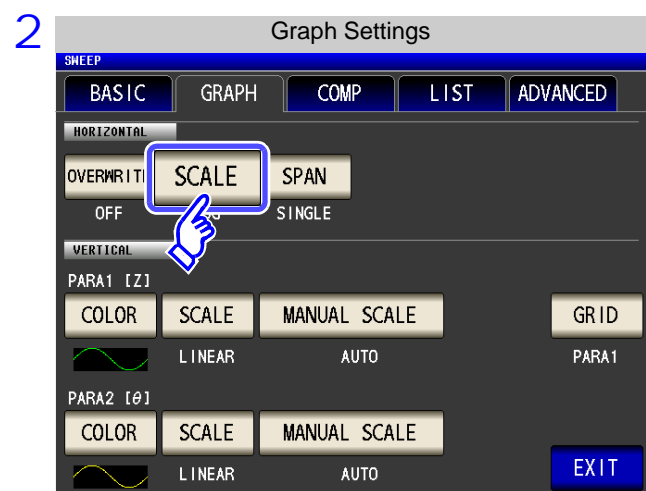 2
Graph Settings
SWEEP
BASIC GRAPH COMP LIST ADVANCED
HORIZONTAL
OVERWRIT SCALE SPAN
OFF SINGLE
VERTICAL
PARA1 [Z]
COLOR SCALE MANUAL SCALE GRID
LINEAR AUTO PARA1
PARA2 [θ]
COLOR SCALE MANUAL SCALE
LINEAR AUTO EXIT